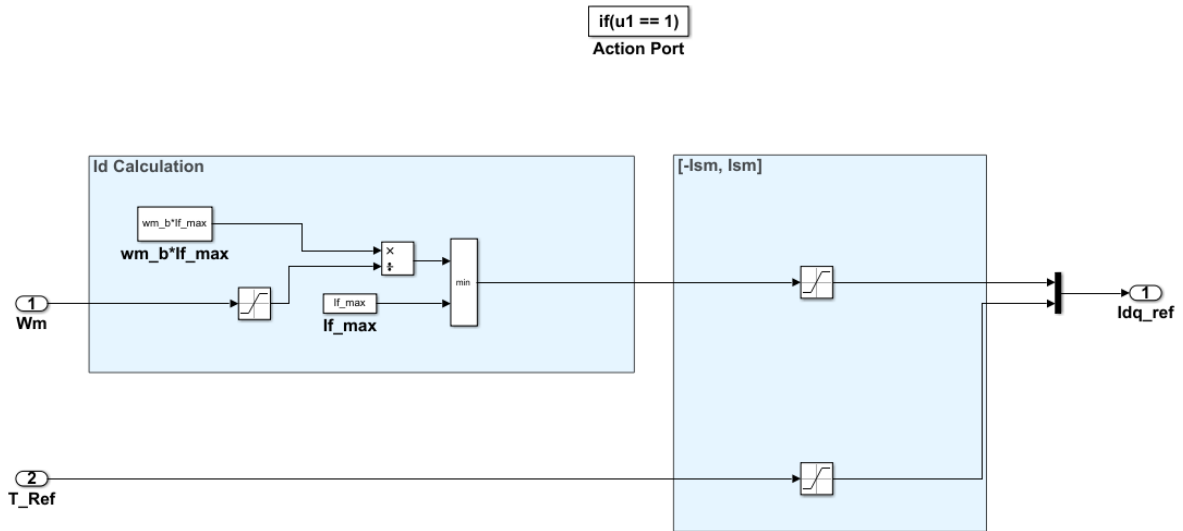 if(u1 == 1)
Action Port
Id Calculation
[-Ism, Ism]
wm_b*If_max
wm_b*If_max
×
÷
min
If_max
If_max
1
Wm
1
Idq_ref
2
T_Ref